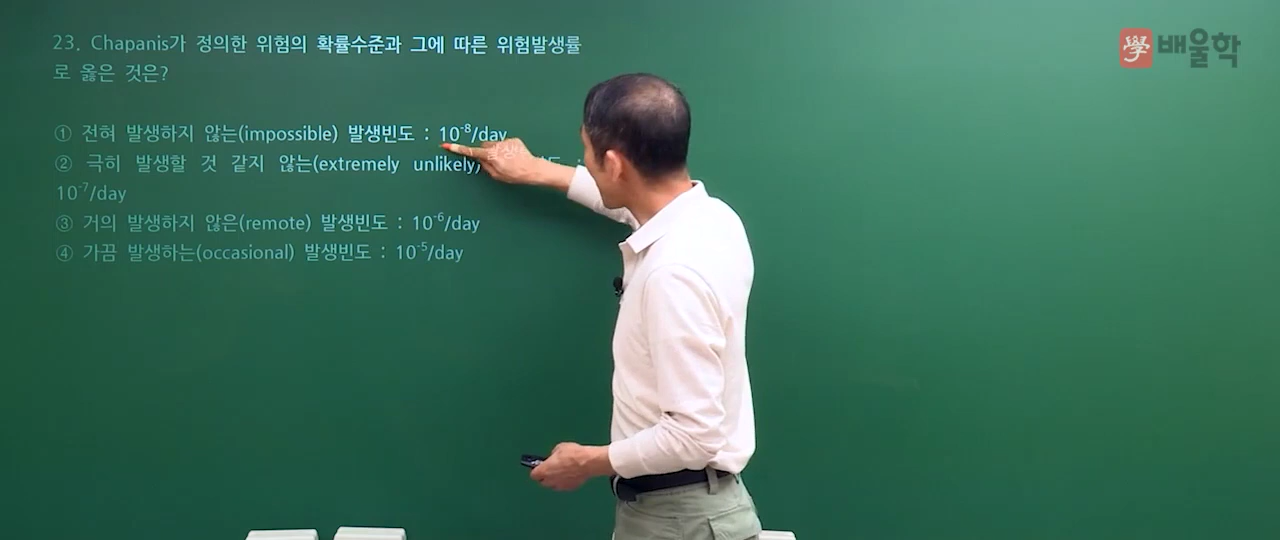 23. Chapanis가 정의한 위험의 확률수준과 그에 따른 위험발생률
로 옳은 것은?
① 전혀 발생하지 않는(impossible) 발생빈도 : 10⁻⁸/day
② 극히 발생할 것 같지 않는(extremely unlikely) :
10⁻⁷/day
③ 거의 발생하지 않은(remote) 발생빈도 : 10⁻⁶/day
④ 가끔 발생하는(occasional) 발생빈도 : 10⁻⁵/day
學 배울학